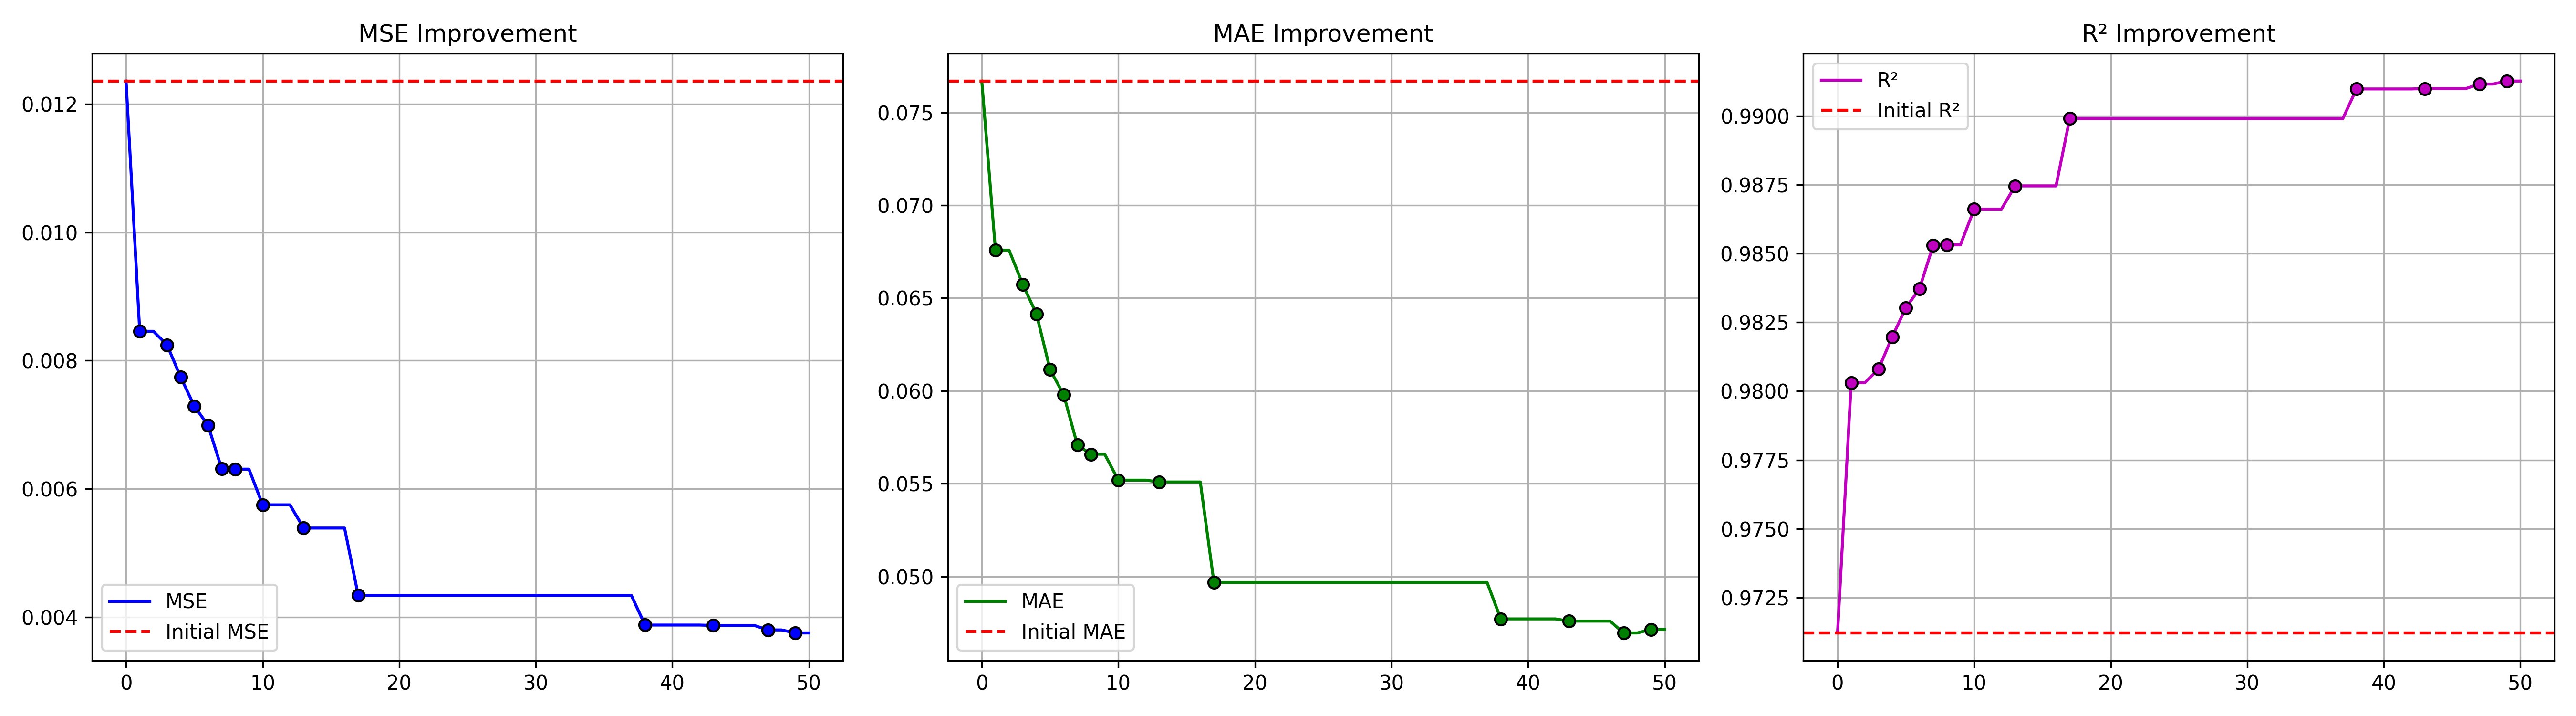 MSE Improvement
0.012
0.010
0.008
0.006
0.004
MSE
Initial MSE
0 10 20 30 40 50
MAE Improvement
0.075
0.070
0.065
0.060
0.055
0.050
MAE
Initial MAE
0 10 20 30 40 50
R² Improvement
R²
Initial R²
0.9900
0.9875
0.9850
0.9825
0.9800
0.9775
0.9750
0.9725
0 10 20 30 40 50